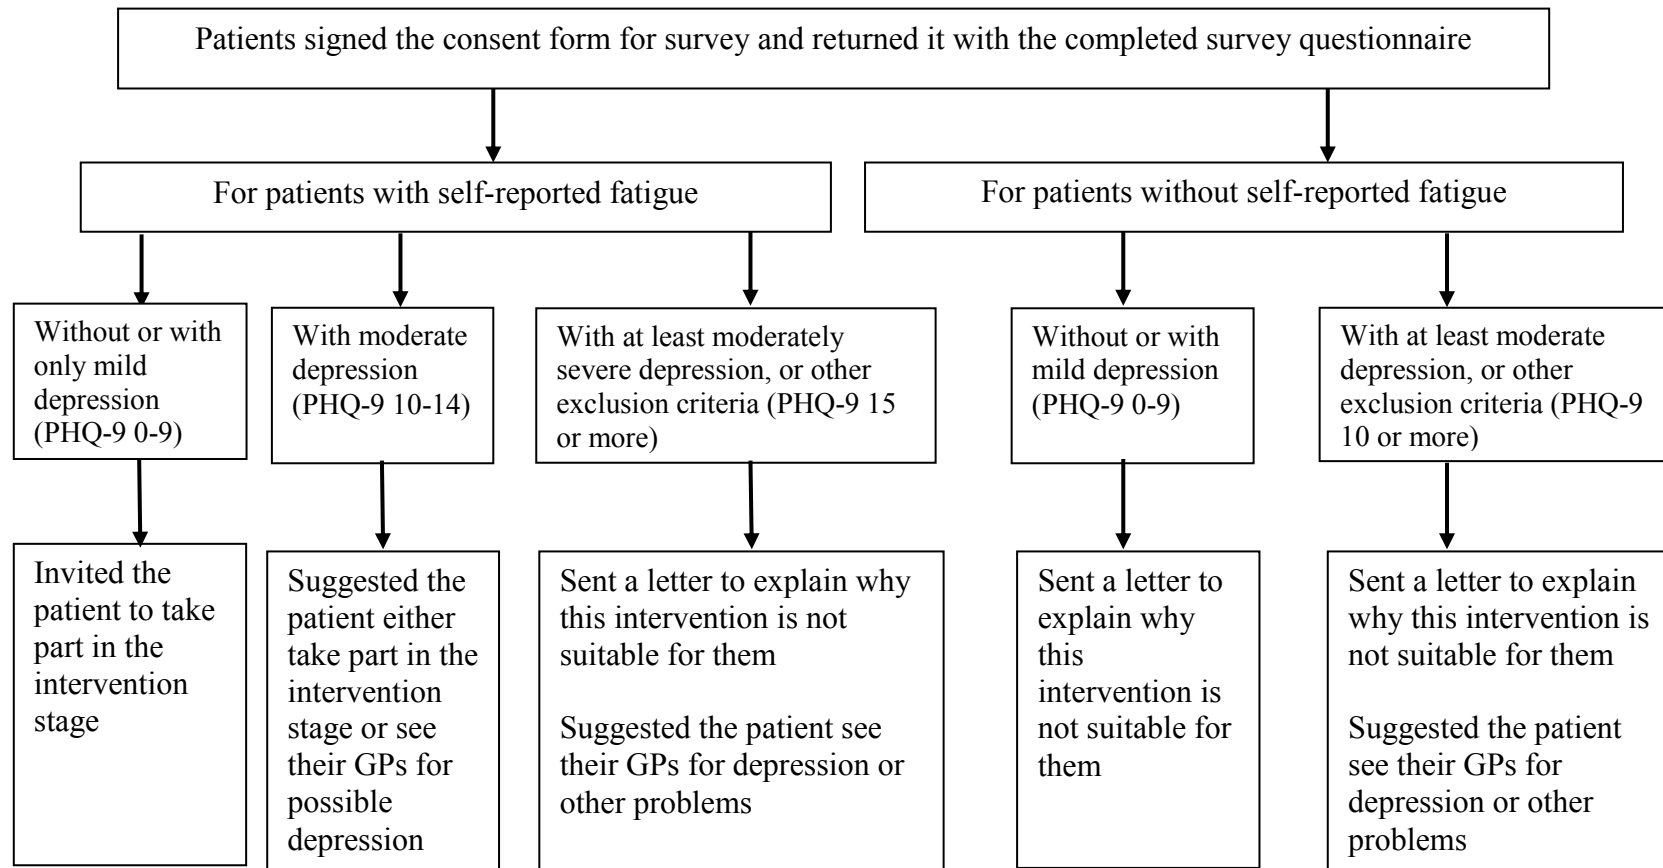 Patients signed the consent form for survey and returned it with the completed survey questionnaire
For patients with self-reported fatigue
For patients without self-reported fatigue
Without or with
only mild
depression
(PHQ-9 0-9)
With moderate
depression
(PHQ-9 10-14)
With at least moderately
severe depression, or other
exclusion criteria (PHQ-9 15
or more)
Without or with
mild depression
(PHQ-9 0-9)
With at least moderate
depression, or other
exclusion criteria (PHQ-9
10 or more)
Invited the
patient to take
part in the
intervention
stage
Suggested the
patient either
take part in the
intervention
stage or see
their GPs for
possible
depression
Sent a letter to explain why
this intervention is not
suitable for them
Suggested the patient see
their GPs for depression or
other problems
Sent a letter to
explain why
this
intervention is
not suitable for
them
Sent a letter to explain
why this intervention is
not suitable for them
Suggested the patient
see their GPs for
depression or other
problems